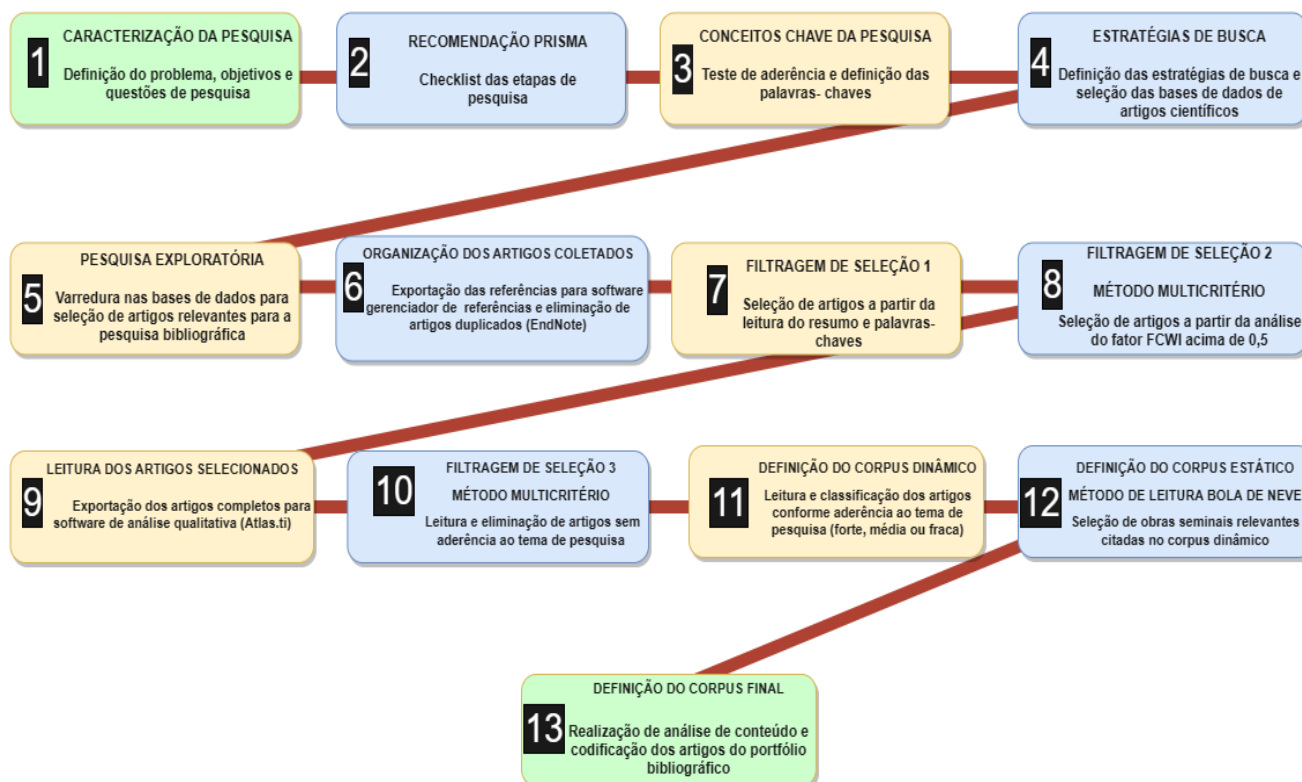 1
CARACTERIZAÇÃO DA PESQUISA
Definição do problema, objetivos e
questões de pesquisa
2
RECOMENDAÇÃO PRISMA
Checklist das etapas de
pesquisa
3
CONCEITOS CHAVE DA PESQUISA
Teste de aderência e definição das
palavras- chaves
4
ESTRATÉGIAS DE BUSCA
Definição das estratégias de busca e
seleção das bases de dados de
artigos científicos
5
PESQUISA EXPLORATÓRIA
Varredura nas bases de dados para
seleção de artigos relevantes para a
pesquisa bibliográfica
6
ORGANIZAÇÃO DOS ARTIGOS COLETADOS
Exportação das referências para software
gerenciador de referências e eliminação de
artigos duplicados (EndNote)
7
FILTRAGEM DE SELEÇÃO 1
Seleção de artigos a partir da
leitura do resumo e palavras-
chaves
8
FILTRAGEM DE SELEÇÃO 2
MÉTODO MULTICRITÉRIO
Seleção de artigos a partir da análise
do fator FCWI acima de 0,5
9
LEITURA DOS ARTIGOS SELECIONADOS
Exportação dos artigos completos para
software de análise qualitativa (Atlas.ti)
10
FILTRAGEM DE SELEÇÃO 3
MÉTODO MULTICRITÉRIO
Leitura e eliminação de artigos sem
aderência ao tema de pesquisa
11
DEFINIÇÃO DO CORPUS DINÂMICO
Leitura e classificação dos artigos
conforme aderência ao tema de
pesquisa (forte, média ou fraca)
12
DEFINIÇÃO DO CORPUS ESTÁTICO
MÉTODO DE LEITURA BOLA DE NEVE
Seleção de obras seminais relevantes
citadas no corpus dinâmico
13
DEFINIÇÃO DO CORPUS FINAL
Realização de análise de conteúdo e
codificação dos artigos do portfólio
bibliográfico